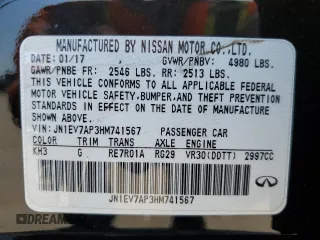 MANUFACTURED BY NISSAN MOTOR CO.,LTD.
DATE: 01/17 GVWR/PNBV: 4980 LBS.
GAWR/PNBE FR: 2546 LBS. RR: 2513 LBS.
THIS VEHICLE CONFORMS TO ALL APPLICABLE FEDERAL
MOTOR VEHICLE SAFETY,BUMPER,AND THEFT PREVENTION
STANDARDS IN EFFECT ON THE DATE OF MANUFACTURE
SHOWN ABOVE.
VIN:JN1EV7AP3HM741567 PASSENGER CAR
COLOR TRIM TRANS AXLE ENGINE
KH3 G RE7R01A RG29 VR30(DDTT) 2997CC
JN1EV7AP3HM741567
INFINITI
DREAM